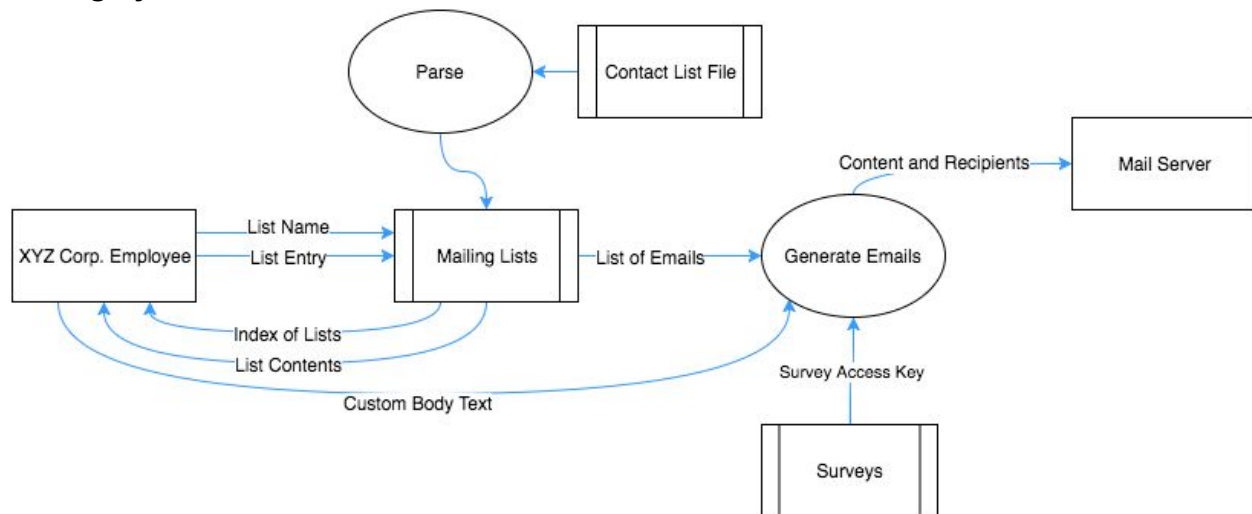 Parse
Contact List File
Content and Recipients
Mail Server
List Name
XYZ Corp. Employee
List Entry
Mailing Lists
List of Emails
Generate Emails
Index of Lists
List Contents
Survey Access Key
Custom Body Text
Surveys